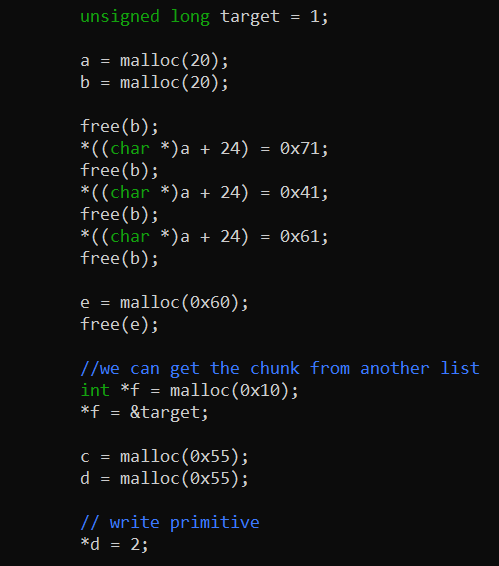 unsigned long target = 1;
a = malloc(20);
b = malloc(20);
free(b);
*((char *)a + 24) = 0x71;
free(b);
*((char *)a + 24) = 0x41;
free(b);
*((char *)a + 24) = 0x61;
free(b);
e = malloc(0x60);
free(e);
//we can get the chunk from another list
int *f = malloc(0x10);
*f = &target;
c = malloc(0x55);
d = malloc(0x55);
// write primitive
*d = 2;